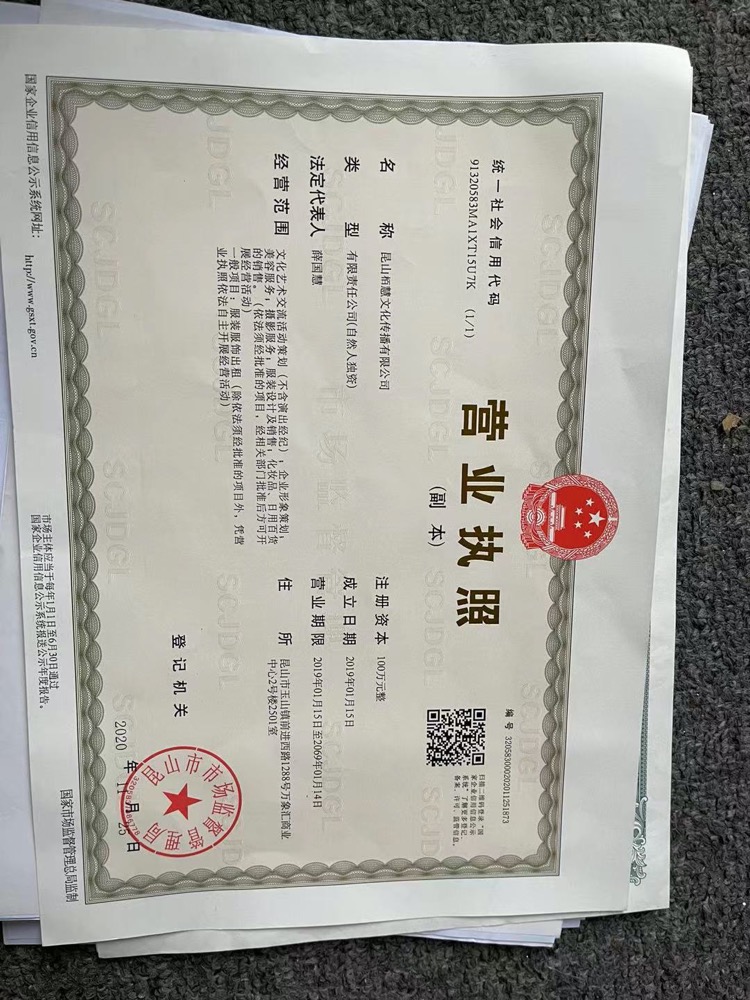 编号 320583000202011251873
统一社会信用代码
91320583MA1XT15U7K (1/1)
营业执照
(副 本)
扫描二维码登录“国
家企业信用信息公示
系统”了解更多登记、
备案、许可、监管信息。
名 称 昆山栢慧文化传播有限公司
类 型 有限责任公司(自然人独资)
法定代表人 薛国慧
经营范围 文化艺术交流活动策划(不含演出经纪);企业形象策划;
美容服务;摄影服务;服装设计及销售;化妆品、日用百货
的销售。(依法须经批准的项目,经相关部门批准后方可开
展经营活动)
一般项目:服装服饰出租(除依法须经批准的项目外,凭营
业执照依法自主开展经营活动)
注册资本 100万元整
成立日期 2019年01月15日
营业期限 2019年01月15日至2069年01月14日
住 所 昆山市玉山镇前进西路1288号万象汇商业
中心2号楼2501室
登记机关
昆山市市场监督管理局
2020 年 11 月 25 日
国家企业信用信息公示系统网址: http://www.gsxt.gov.cn
市场主体应当于每年1月1日至6月30日通过
国家企业信用信息公示系统报送公示年度报告。
国家市场监督管理总局监制